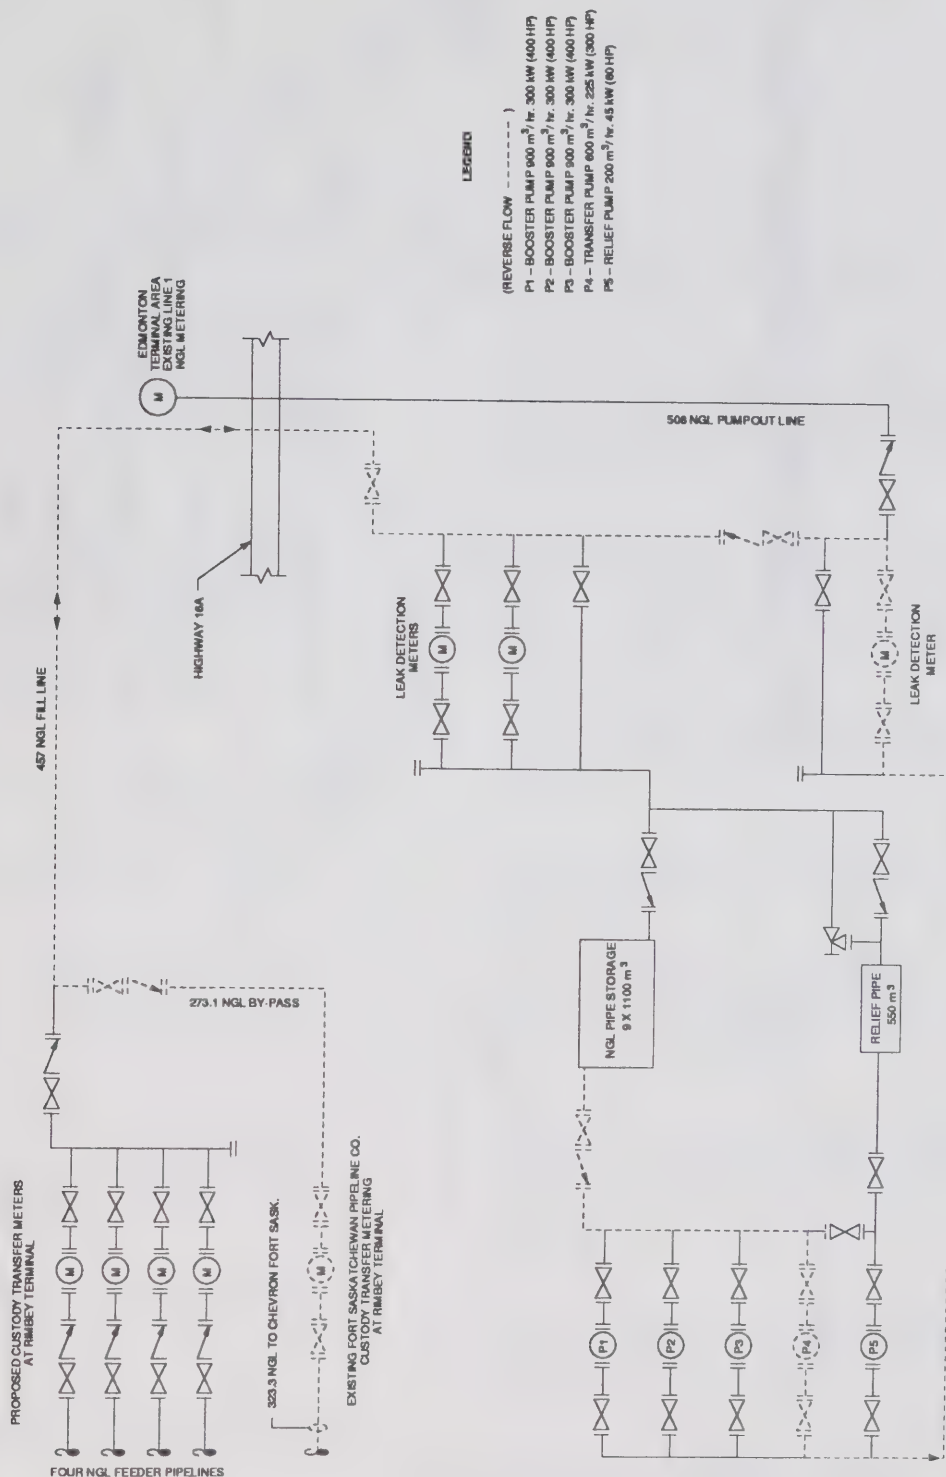 PROPOSED CUSTODY TRANSFER METERS
AT RIMBEY TERMINAL
FOUR NGL FEEDER PIPELINES
M
M
M
M
457 NGL FILL LINE
273.1 NGL BY-PASS
323.3 NGL TO CHEVRON FORT SASK.
M
EXISTING FORT SASKATCHEWAN PIPELINE CO.
CUSTODY TRANSFER METERING
AT RIMBEY TERMINAL
HIGHWAY 16A
EDMONTON
TERMINAL AREA
EXISTING LINE 1
NGL METERING
M
LEAK DETECTION
METERS
M
M
508 NGL PUMPOUT LINE
M
LEAK DETECTION
METER
NGL PIPE STORAGE
9 X 1100 m³
RELIEF PIPE
550 m³
P1
P2
P3
P4
P5
LEGEND
(REVERSE FLOW - - - - - - - )
P1 – BOOSTER PUMP 900 m³/ hr. 300 kW (400 HP)
P2 – BOOSTER PUMP 900 m³/ hr. 300 kW (400 HP)
P3 – BOOSTER PUMP 900 m³/ hr. 300 kW (400 HP)
P4 – TRANSFER PUMP 600 m³/ hr. 225 kW (300 HP)
P5 – RELIEF PUMP 200 m³/ hr. 45 kW (60 HP)